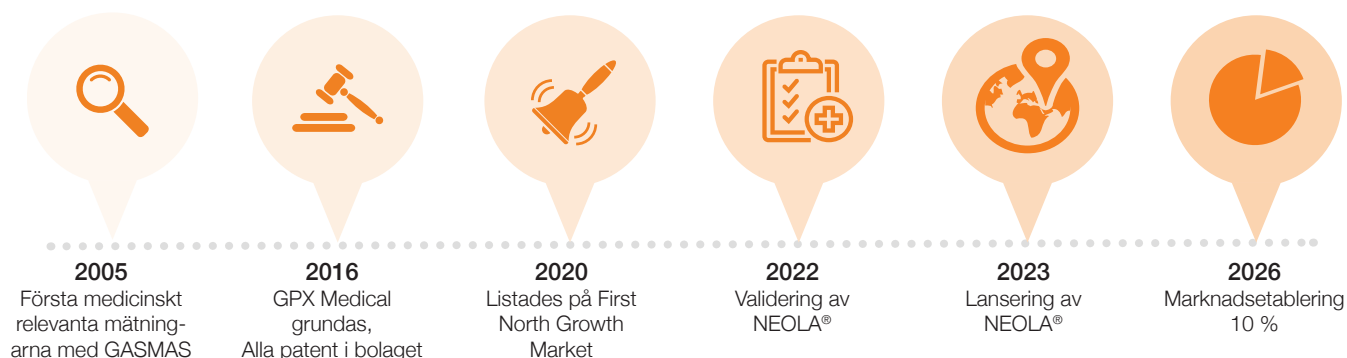 2005
Första medicinskt
relevanta mätning-
arna med GASMAS
2016
GPX Medical
grundas,
Alla patent i bolaget
2020
Listades på First
North Growth
Market
2022
Validering av
NEOLA®
2023
Lansering av
NEOLA®
2026
Marknadsetablering
10 %